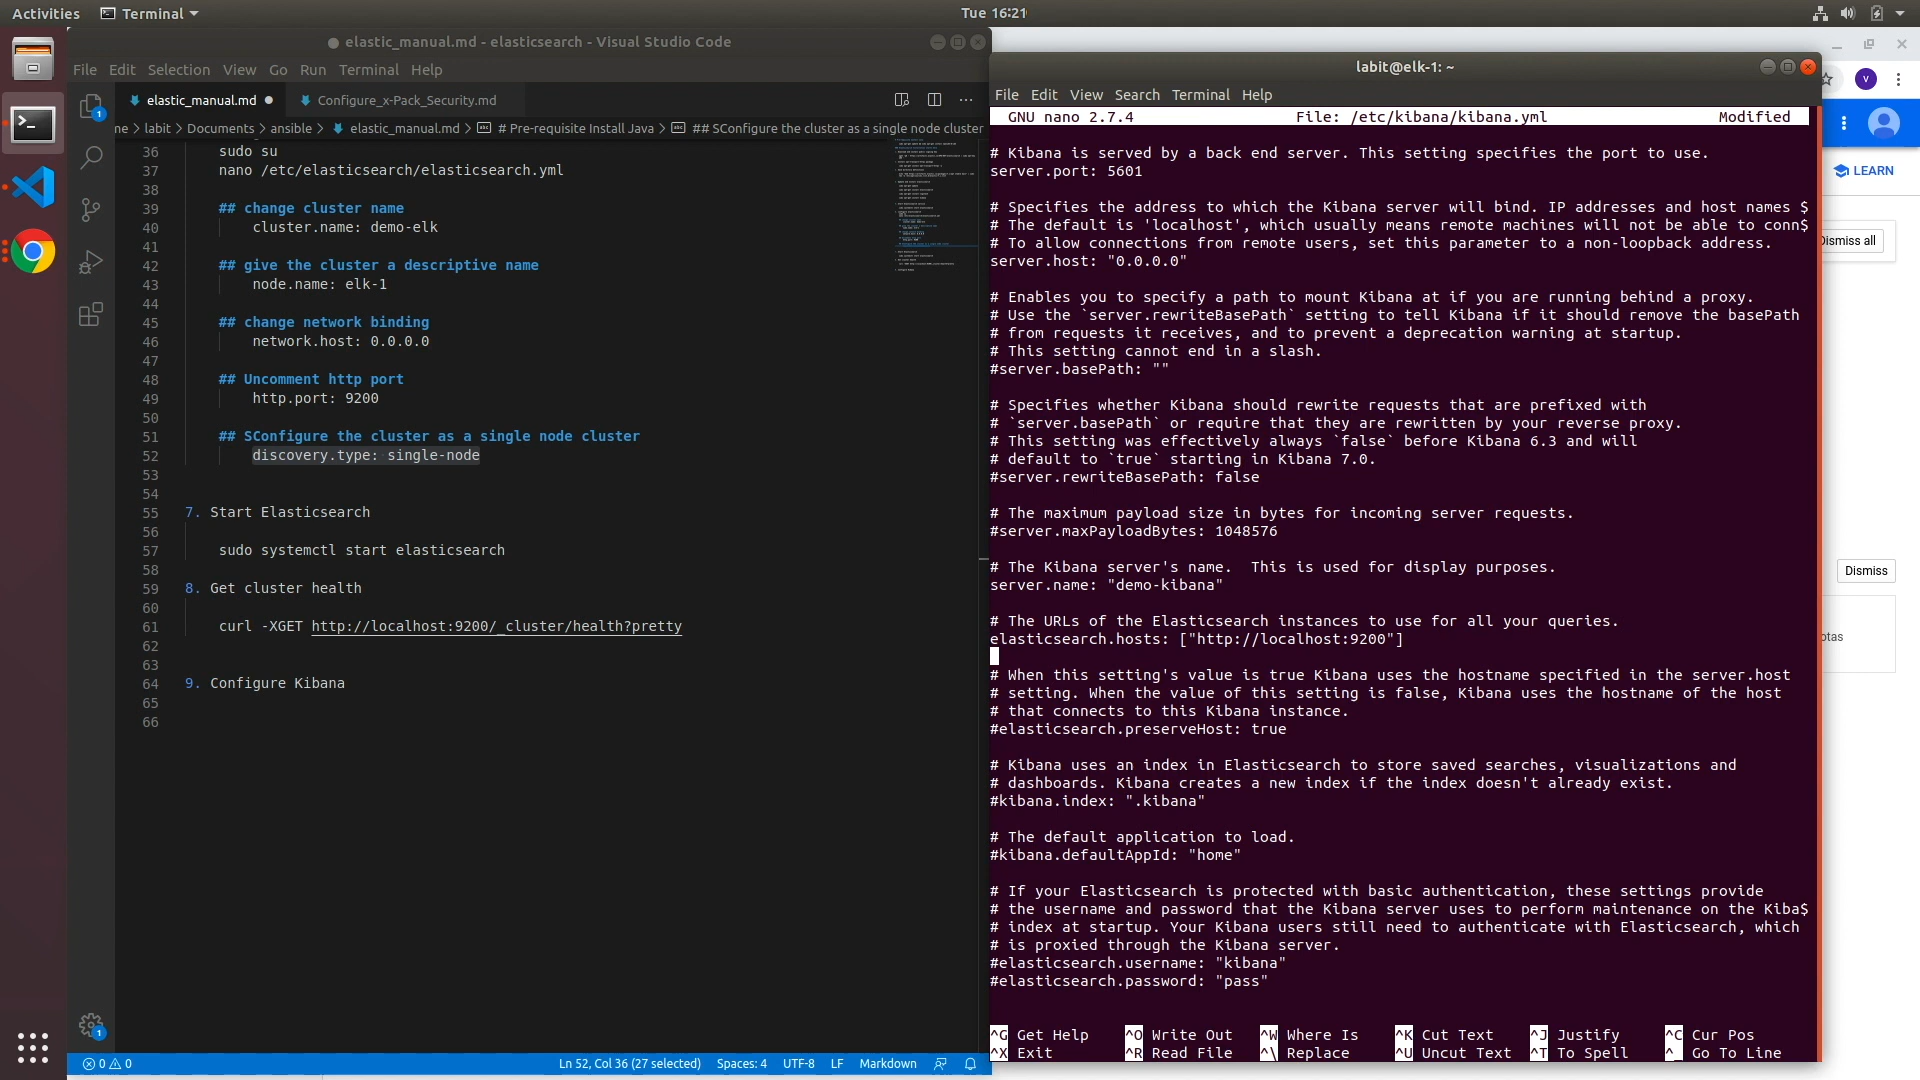 Activities Terminal Tue 16:21
elastic_manual.md - elasticsearch - Visual Studio Code
File Edit Selection View Go Run Terminal Help
elastic_manual.md Configure_x-Pack_Security.md
me > labit > Documents > ansible > elastic_manual.md > # Pre-requisite Install Java > ## SConfigure the cluster as a single node cluster
36 sudo su
37 nano /etc/elasticsearch/elasticsearch.yml
38
39 ## change cluster name
40 cluster.name: demo-elk
41
42 ## give the cluster a descriptive name
43 node.name: elk-1
44
45 ## change network binding
46 network.host: 0.0.0.0
47
48 ## Uncomment http port
49 http.port: 9200
50
51 ## SConfigure the cluster as a single node cluster
52 discovery.type: single-node
53
54
55 7. Start Elasticsearch
56
57 sudo systemctl start elasticsearch
58
59 8. Get cluster health
60
61 curl -XGET http://localhost:9200/_cluster/health?pretty
62
63
64 9. Configure Kibana
65
66
1
1
0 0
Ln 52, Col 36 (27 selected) Spaces: 4 UTF-8 LF Markdown
labit@elk-1: ~
File Edit View Search Terminal Help
GNU nano 2.7.4 File: /etc/kibana/kibana.yml Modified
# Kibana is served by a back end server. This setting specifies the port to use.
server.port: 5601
# Specifies the address to which the Kibana server will bind. IP addresses and host names $
# The default is 'localhost', which usually means remote machines will not be able to conn$
# To allow connections from remote users, set this parameter to a non-loopback address.
server.host: "0.0.0.0"
# Enables you to specify a path to mount Kibana at if you are running behind a proxy.
# Use the `server.rewriteBasePath` setting to tell Kibana if it should remove the basePath
# from requests it receives, and to prevent a deprecation warning at startup.
# This setting cannot end in a slash.
#server.basePath: ""
# Specifies whether Kibana should rewrite requests that are prefixed with
# `server.basePath` or require that they are rewritten by your reverse proxy.
# This setting was effectively always `false` before Kibana 6.3 and will
# default to `true` starting in Kibana 7.0.
#server.rewriteBasePath: false
# The maximum payload size in bytes for incoming server requests.
#server.maxPayloadBytes: 1048576
# The Kibana server's name.  This is used for display purposes.
server.name: "demo-kibana"
# The URLs of the Elasticsearch instances to use for all your queries.
elasticsearch.hosts: ["http://localhost:9200"]
# When this setting's value is true Kibana uses the hostname specified in the server.host
# setting. When the value of this setting is false, Kibana uses the hostname of the host
# that connects to this Kibana instance.
#elasticsearch.preserveHost: true
# Kibana uses an index in Elasticsearch to store saved searches, visualizations and
# dashboards. Kibana creates a new index if the index doesn't already exist.
#kibana.index: ".kibana"
# The default application to load.
#kibana.defaultAppId: "home"
# If your Elasticsearch is protected with basic authentication, these settings provide
# the username and password that the Kibana server uses to perform maintenance on the Kiba$
# index at startup. Your Kibana users still need to authenticate with Elasticsearch, which
# is proxied through the Kibana server.
#elasticsearch.username: "kibana"
#elasticsearch.password: "pass"
^G Get Help ^O Write Out ^W Where Is ^K Cut Text ^J Justify ^C Cur Pos
^X Exit ^R Read File ^\ Replace ^U Uncut Text ^T To Spell ^_ Go To Line
V
LEARN
Dismiss all
Dismiss
otas